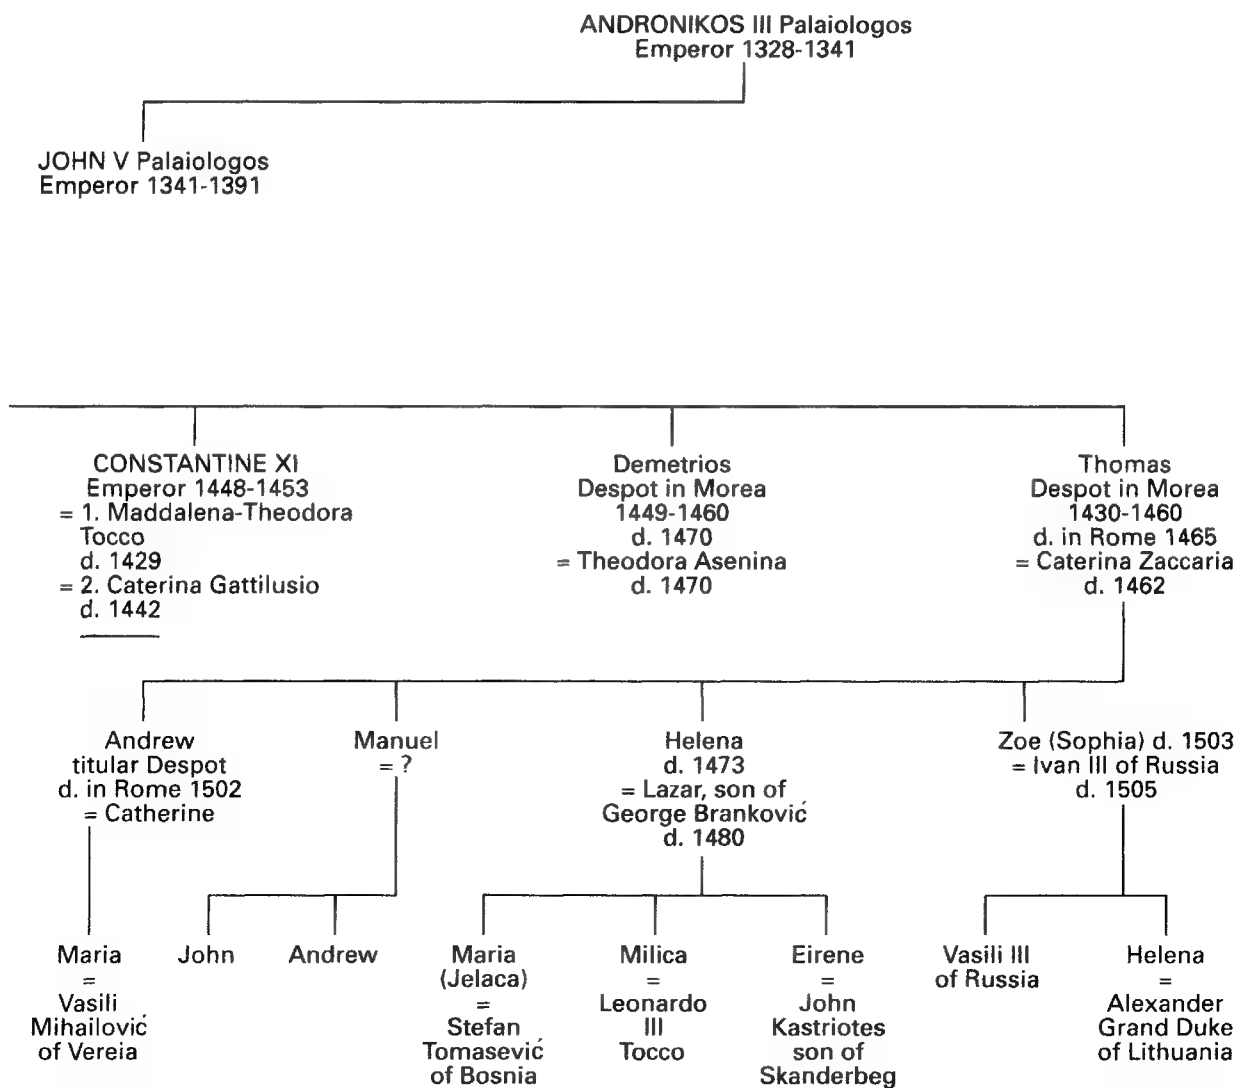 ANDRONIKOS III Palaiologos
Emperor 1328-1341
JOHN V Palaiologos
Emperor 1341-1391
CONSTANTINE XI
Emperor 1448-1453
= 1. Maddalena-Theodora
Tocco
d. 1429
= 2. Caterina Gattilusio
d. 1442
Demetrios
Despot in Morea
1449-1460
d. 1470
= Theodora Asenina
d. 1470
Thomas
Despot in Morea
1430-1460
d. in Rome 1465
= Caterina Zaccaria
d. 1462
Andrew
titular Despot
d. in Rome 1502
= Catherine
Manuel
= ?
Helena
d. 1473
= Lazar, son of
George Branković
d. 1480
Zoe (Sophia) d. 1503
= Ivan III of Russia
d. 1505
Maria
=
Vasili
Mihailović
of Vereia
John
Andrew
Maria
(Jelaca)
=
Stefan
Tomasević
of Bosnia
Milica
=
Leonardo
III
Tocco
Eirene
=
John
Kastriotes
son of
Skanderbeg
Vasili III
of Russia
Helena
=
Alexander
Grand Duke
of Lithuania